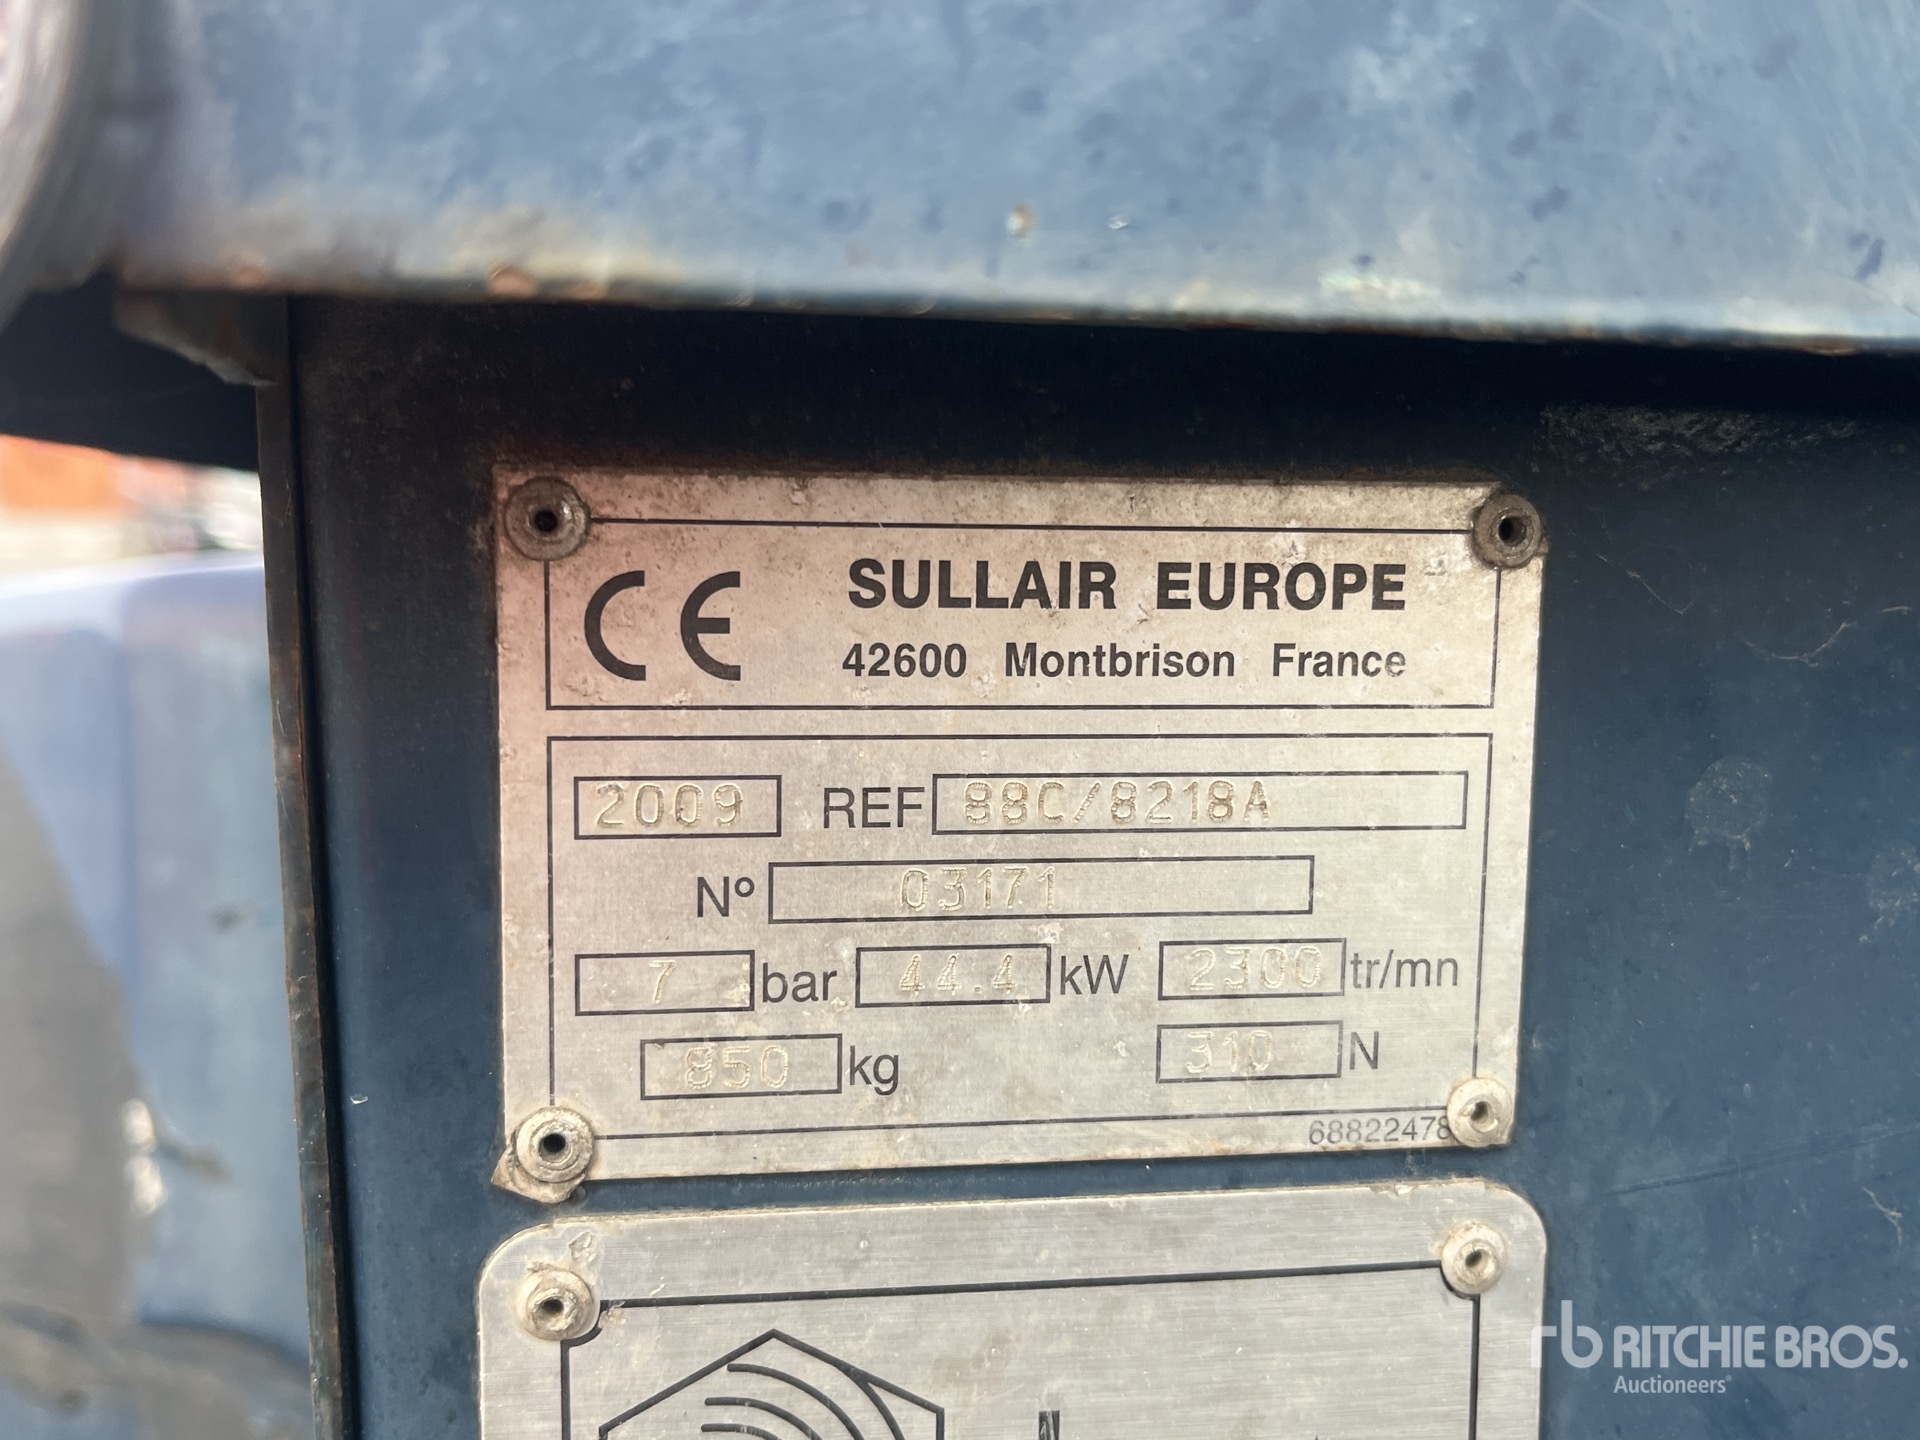 CE SULLAIR EUROPE
42600 Montbrison France
2009 REF 88C/8218A
N° 03171
7 bar 44.4 kW 2300 tr/mn
850 kg 310 N
68822478
rb RITCHIE BROS.
Auctioneers